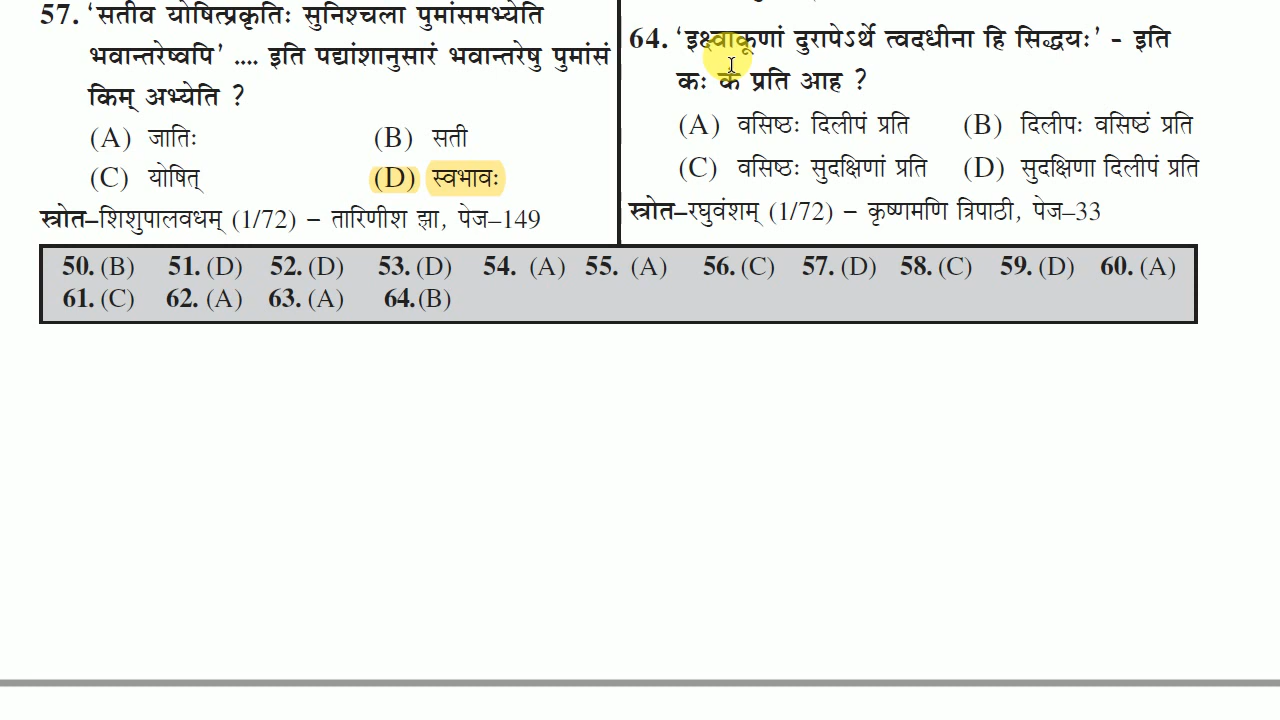 57. 'सतीव योषित्प्रकृतिः सुनिश्चला पुमांसमभ्येति
भवान्तरेष्वपि' .... इति पद्यांशानुसारं भवान्तरेषु पुमांसं
किम् अभ्येति ?
(A) जातिः (B) सती
(C) योषित् (D) स्वभावः
स्त्रोत–शिशुपालवधम् (1/72) – तारिणीश झा, पेज–149
64. 'इक्ष्वाकूणां दुरापेऽर्थे त्वदधीना हि सिद्धयः' - इति
कः कं प्रति आह ?
(A) वसिष्ठः दिलीपं प्रति (B) दिलीपः वसिष्ठं प्रति
(C) वसिष्ठः सुदक्षिणां प्रति (D) सुदक्षिणा दिलीपं प्रति
स्त्रोत–रघुवंशम् (1/72) – कृष्णमणि त्रिपाठी, पेज–33
50. (B) 51. (D) 52. (D) 53. (D) 54. (A) 55. (A) 56. (C) 57. (D) 58. (C) 59. (D) 60. (A)
61. (C) 62. (A) 63. (A) 64. (B)